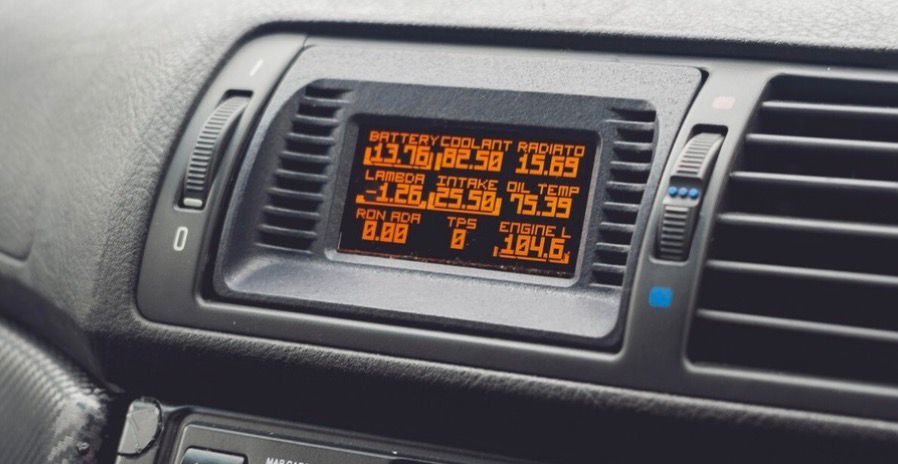 BATTERY COOLANT RADIATO
13.76 82.50 15.69
LAMBDA INTAKE OIL TEMP
-1.26 25.50 75.39
RON ADA TPS ENGINE L
0.00 0 104.6
0